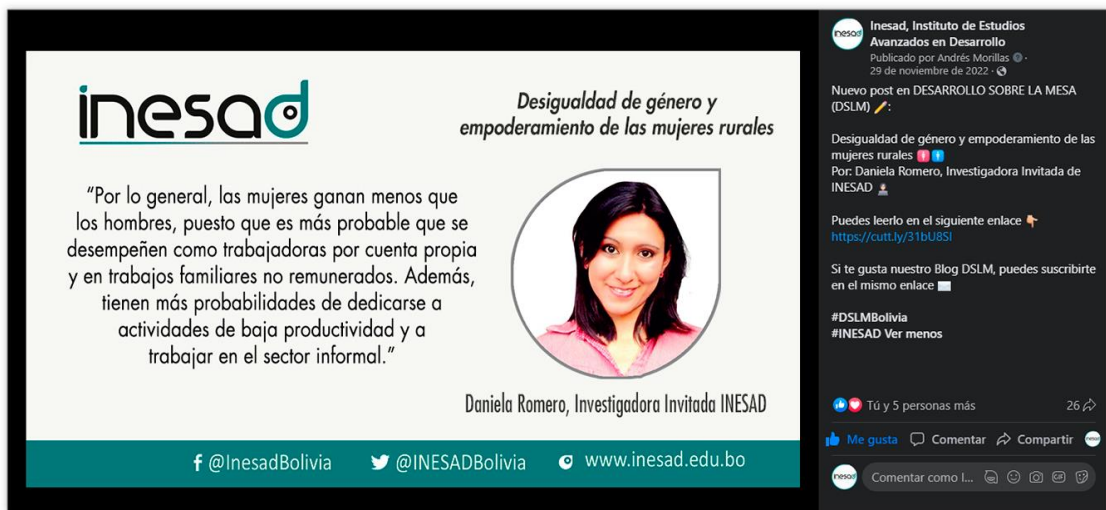 inesad
Desigualdad de género y
empoderamiento de las mujeres rurales
“Por lo general, las mujeres ganan menos que
los hombres, puesto que es más probable que se
desempeñen como trabajadoras por cuenta propia
y en trabajos familiares no remunerados. Además,
tienen más probabilidades de dedicarse a
actividades de baja productividad y a
trabajar en el sector informal.”
Daniela Romero, Investigadora Invitada INESAD
@InesadBolivia @INESADBolivia www.inesad.edu.bo
inesad
Inesad, Instituto de Estudios
Avanzados en Desarrollo
Publicado por Andrés Morillas ·
29 de noviembre de 2022 ·
Nuevo post en DESARROLLO SOBRE LA MESA
(DSLM) :
Desigualdad de género y empoderamiento de las
mujeres rurales
Por: Daniela Romero, Investigadora Invitada de
INESAD
Puedes leerlo en el siguiente enlace
https://cutt.ly/31bU8SI
Si te gusta nuestro Blog DSLM, puedes suscribirte
en el mismo enlace
#DSLMBolivia
#INESAD Ver menos
Tú y 5 personas más 26
Me gusta Comentar Compartir
inesad
Comentar como I... GIF